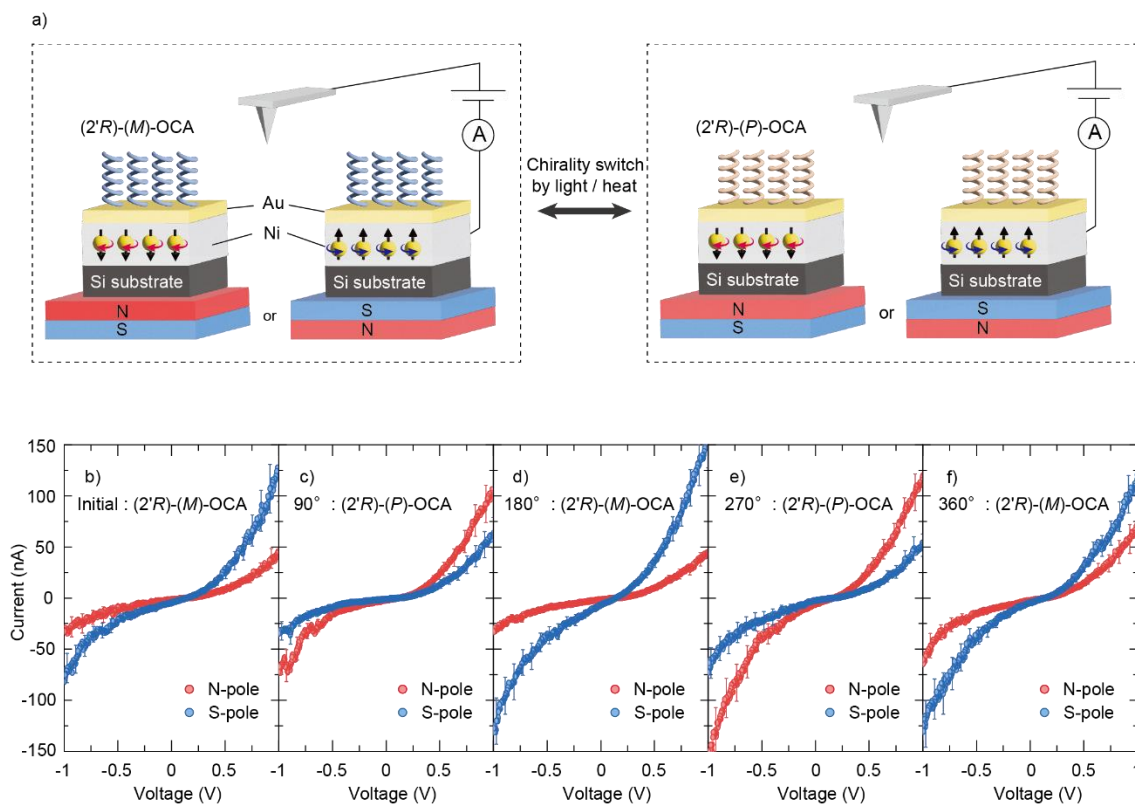 a)
(2'R)-(M)-OCA
Au
Ni
Si substrate
N
S
or
Si substrate
S
N
A
Chirality switch
by light / heat
(2'R)-(P)-OCA
Si substrate
N
S
or
Si substrate
S
N
A
Current (nA)
150
100
50
0
-50
-100
-150
b)
Initial : (2'R)-(M)-OCA
N-pole
S-pole
-1 -0.5 0 0.5
Voltage (V)
c)
90° : (2'R)-(P)-OCA
N-pole
S-pole
-1 -0.5 0 0.5
Voltage (V)
d)
180° : (2'R)-(M)-OCA
N-pole
S-pole
-1 -0.5 0 0.5
Voltage (V)
e)
270° : (2'R)-(P)-OCA
N-pole
S-pole
-1 -0.5 0 0.5
Voltage (V)
f)
360° : (2'R)-(M)-OCA
N-pole
S-pole
-1 -0.5 0 0.5 1
Voltage (V)